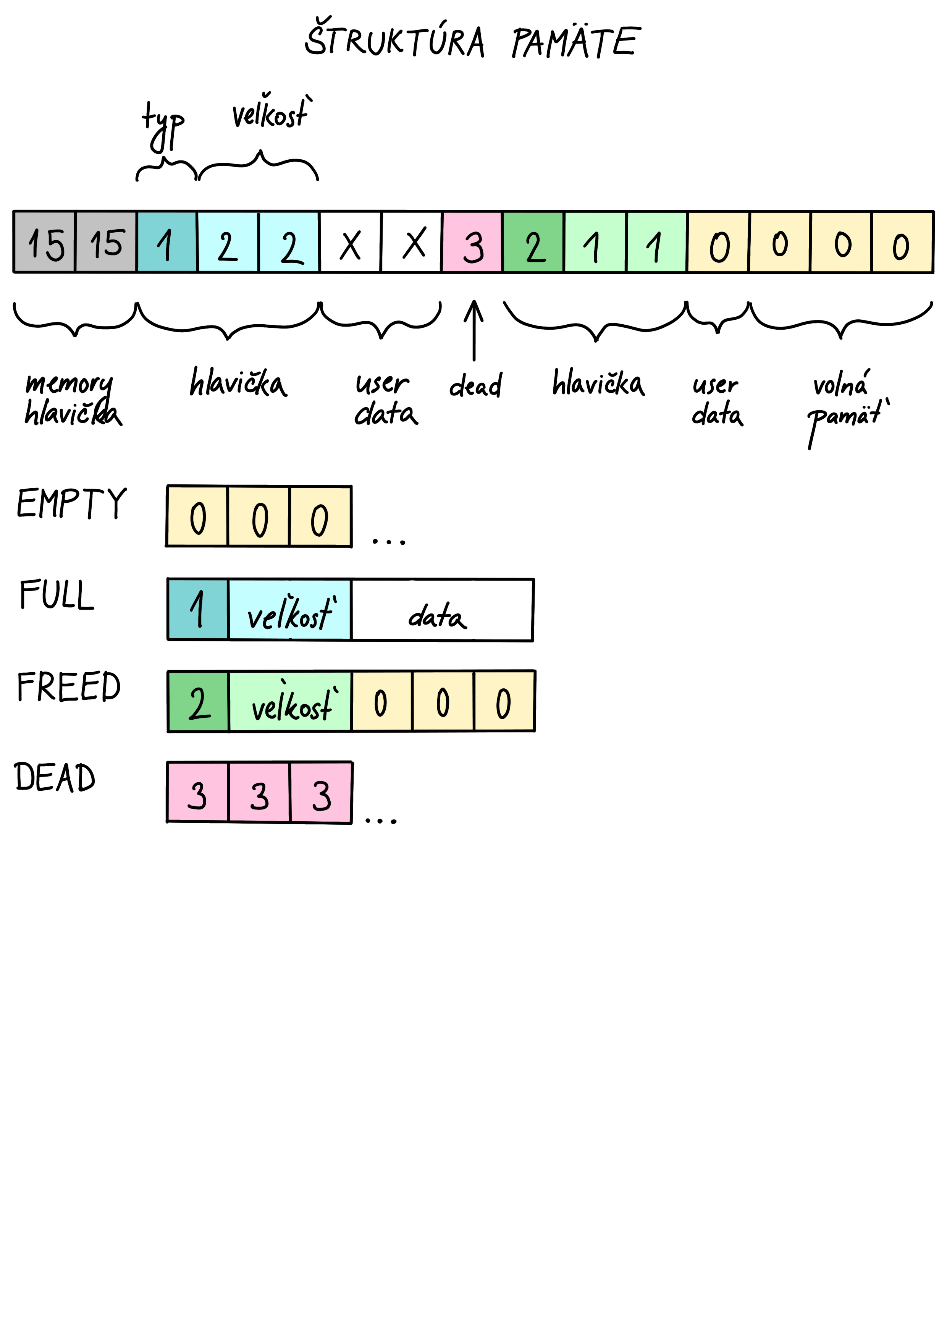 ŠTRUKTÚRA PAMÄTE
typ veľkosť
15 15 1 2 2 X X 3 2 1 1 0 0 0 0
memory hlavička user dead hlavička user volná
hlavička data data pamäť
EMPTY 0 0 0 ...
FULL 1 veľkosť data
FREED 2 veľkosť 0 0 0
DEAD 3 3 3 ...